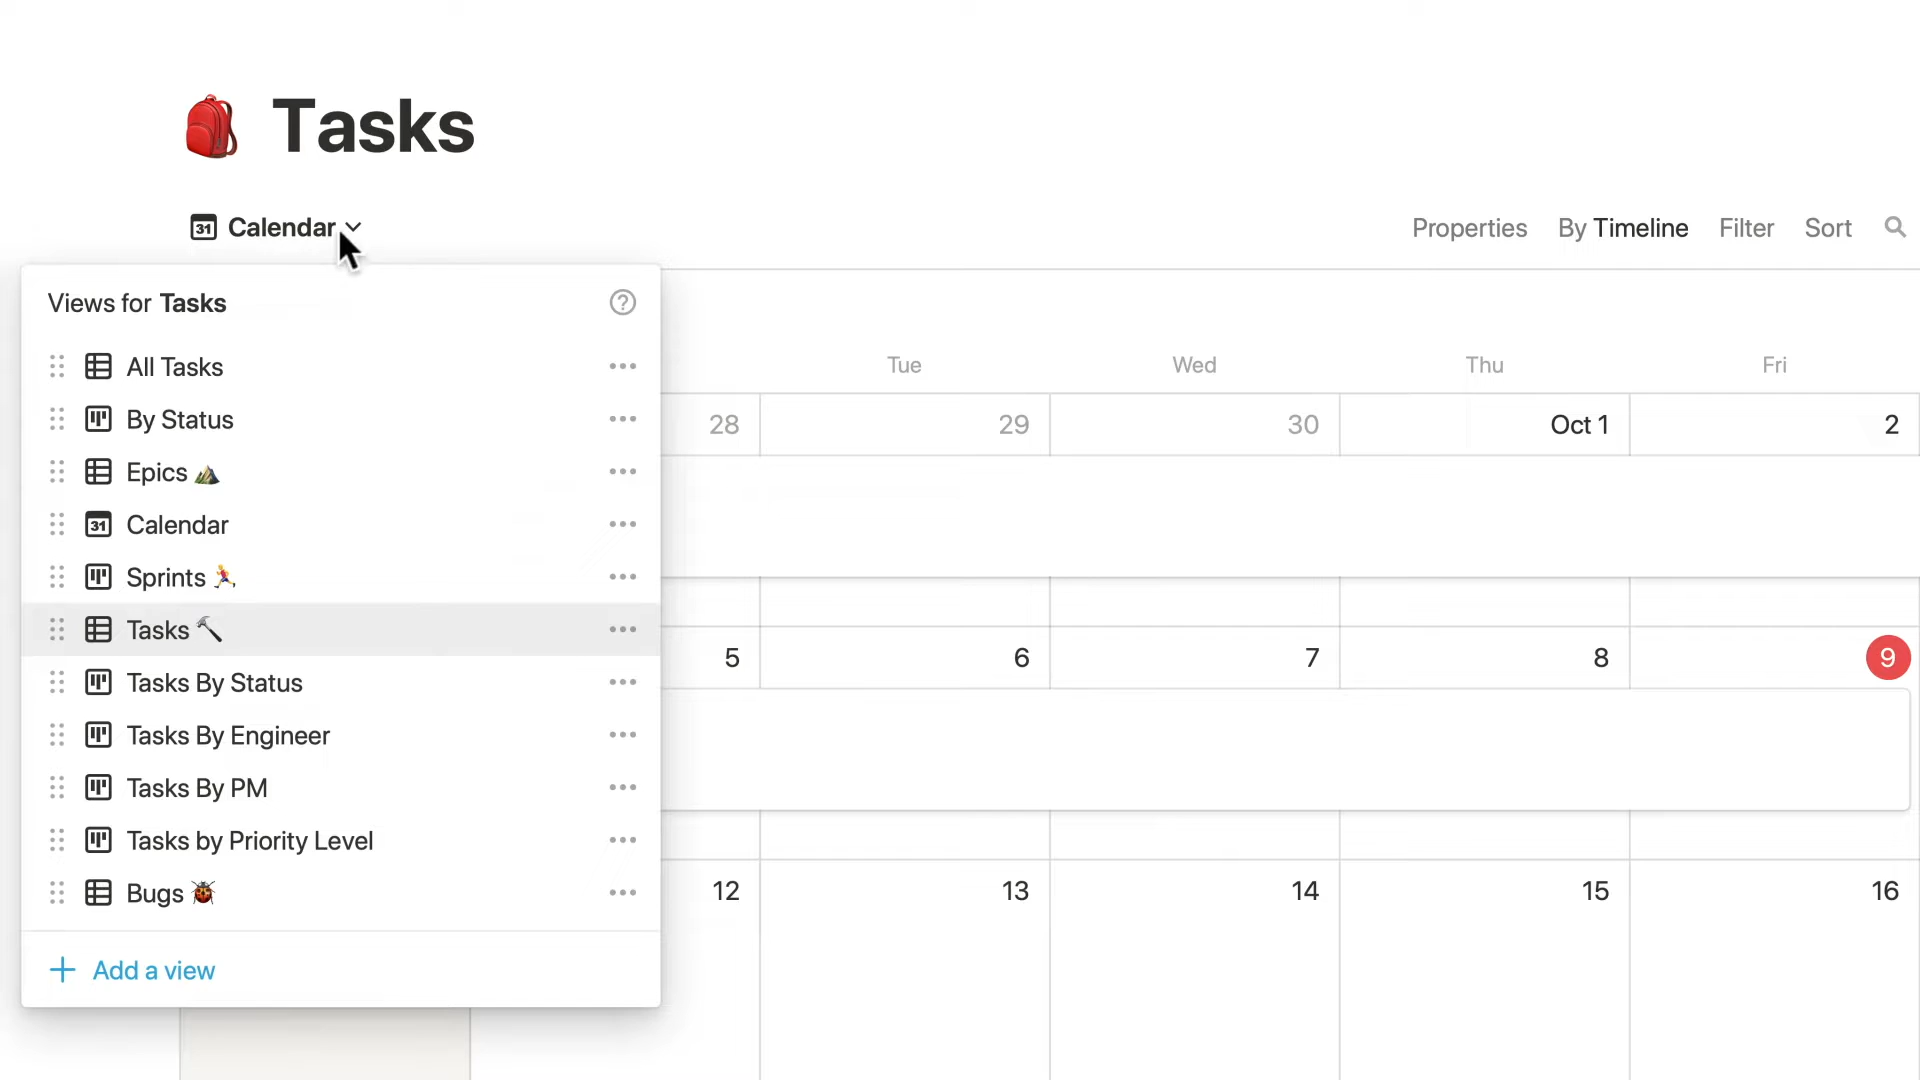 Tasks
31 Calendar
Properties By Timeline Filter Sort
Views for Tasks
All Tasks
By Status
Epics
31 Calendar
Sprints
Tasks
Tasks By Status
Tasks By Engineer
Tasks By PM
Tasks by Priority Level
Bugs
+ Add a view
Tue Wed Thu Fri
28 29 30 Oct 1 2
5 6 7 8 9
12 13 14 15 16